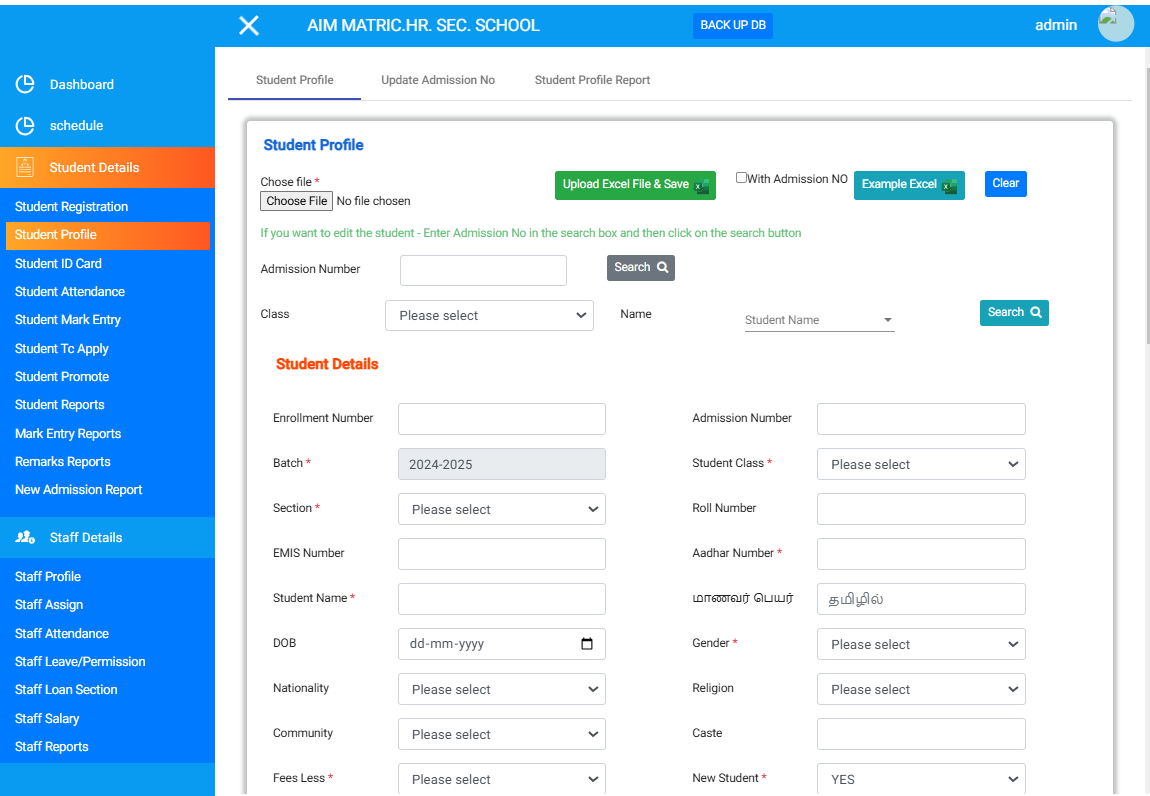 AIM MATRIC.HR. SEC. SCHOOL
BACK UP DB
admin
Dashboard
schedule
Student Details
Student Registration
Student Profile
Student ID Card
Student Attendance
Student Mark Entry
Student Tc Apply
Student Promote
Student Reports
Mark Entry Reports
Remarks Reports
New Admission Report
Staff Details
Staff Profile
Staff Assign
Staff Attendance
Staff Leave/Permission
Staff Loan Section
Staff Salary
Staff Reports
Student Profile
Update Admission No
Student Profile Report
Student Profile
Chose file *
Choose File No file chosen
Upload Excel File & Save
With Admission NO
Example Excel
Clear
If you want to edit the student - Enter Admission No in the search box and then click on the search button
Admission Number
Search
Class
Please select
Name
Student Name
Search
Student Details
Enrollment Number
Admission Number
Batch *
2024-2025
Student Class *
Please select
Section *
Please select
Roll Number
EMIS Number
Aadhar Number *
Student Name *
மாணவர் பெயர்
தமிழில்
DOB
dd-mm-yyyy
Gender *
Please select
Nationality
Please select
Religion
Please select
Community
Please select
Caste
Fees Less *
Please select
New Student *
YES